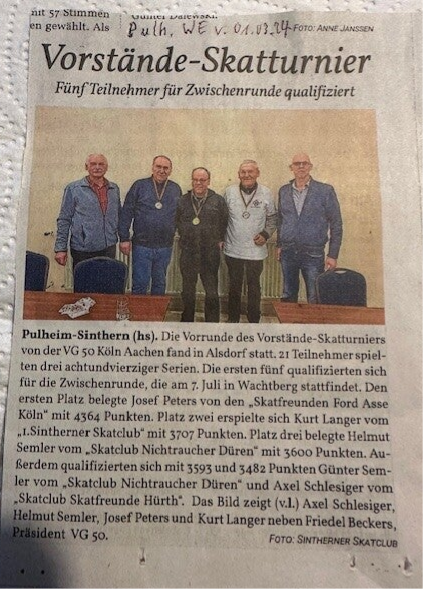 mit 57 Stimmen
en gewählt. Als
Günter Dalewski.
Pulh. WE v. 01.03.24
FOTO: ANNE JANSSEN
Vorstände-Skatturnier
Fünf Teilnehmer für Zwischenrunde qualifiziert
Pulheim-Sinthern (hs). Die Vorrunde des Vorstände-Skatturniers
von der VG 50 Köln Aachen fand in Alsdorf statt. 21 Teilnehmer spiel-
ten drei achtundvierziger Serien. Die ersten fünf qualifizierten sich
für die Zwischenrunde, die am 7. Juli in Wachtberg stattfindet. Den
ersten Platz belegte Josef Peters von den „Skatfreunden Ford Asse
Köln“ mit 4364 Punkten. Platz zwei erspielte sich Kurt Langer vom
„1.Sintherner Skatclub“ mit 3707 Punkten. Platz drei belegte Helmut
Semler vom „Skatclub Nichtraucher Düren“ mit 3600 Punkten. Au-
ßerdem qualifizierten sich mit 3593 und 3482 Punkten Günter Sem-
ler vom „Skatclub Nichtraucher Düren“ und Axel Schlesiger vom
„Skatclub Skatfreunde Hürth“. Das Bild zeigt (v.l.) Axel Schlesiger,
Helmut Semler, Josef Peters und Kurt Langer neben Friedel Beckers,
Präsident VG 50.
FOTO: SINTHERNER SKATCLUB